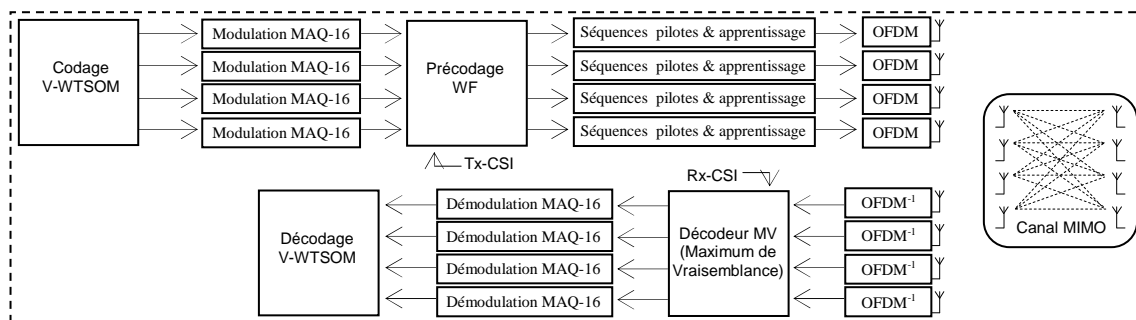 Codage
V-WTSOM
Modulation MAQ-16
Modulation MAQ-16
Modulation MAQ-16
Modulation MAQ-16
Précodage
WF
Séquences pilotes & apprentissage
Séquences pilotes & apprentissage
Séquences pilotes & apprentissage
Séquences pilotes & apprentissage
OFDM
OFDM
OFDM
OFDM
Tx-CSI
Rx-CSI
Canal MIMO
Décodage
V-WTSOM
Démodulation MAQ-16
Démodulation MAQ-16
Démodulation MAQ-16
Démodulation MAQ-16
Décodeur MV
(Maximum de
Vraisemblance)
OFDM⁻¹
OFDM⁻¹
OFDM⁻¹
OFDM⁻¹